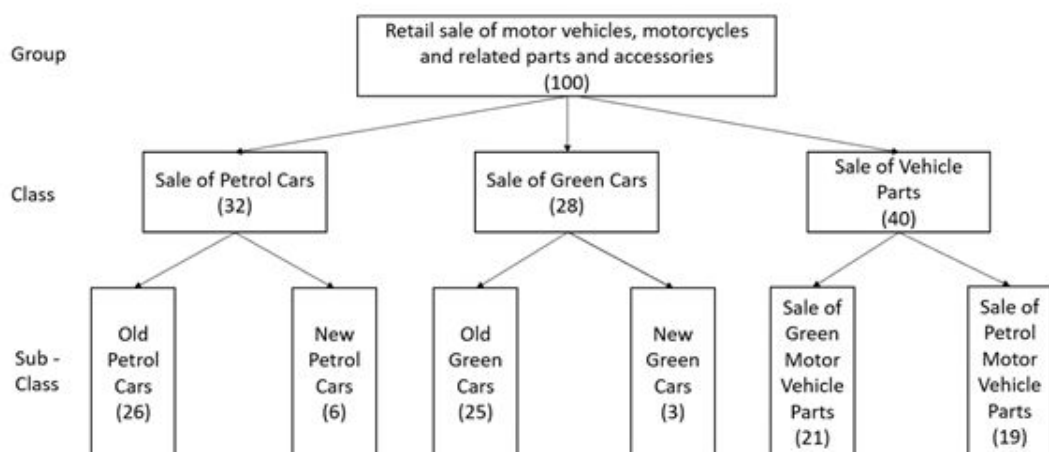 Group
Retail sale of motor vehicles, motorcycles
and related parts and accessories
(100)
Class
Sale of Petrol Cars
(32)
Sale of Green Cars
(28)
Sale of Vehicle
Parts
(40)
Sub -
Class
Old
Petrol
Cars
(26)
New
Petrol
Cars
(6)
Old
Green
Cars
(25)
New
Green
Cars
(3)
Sale of
Green
Motor
Vehicle
Parts
(21)
Sale of
Petrol
Motor
Vehicle
Parts
(19)